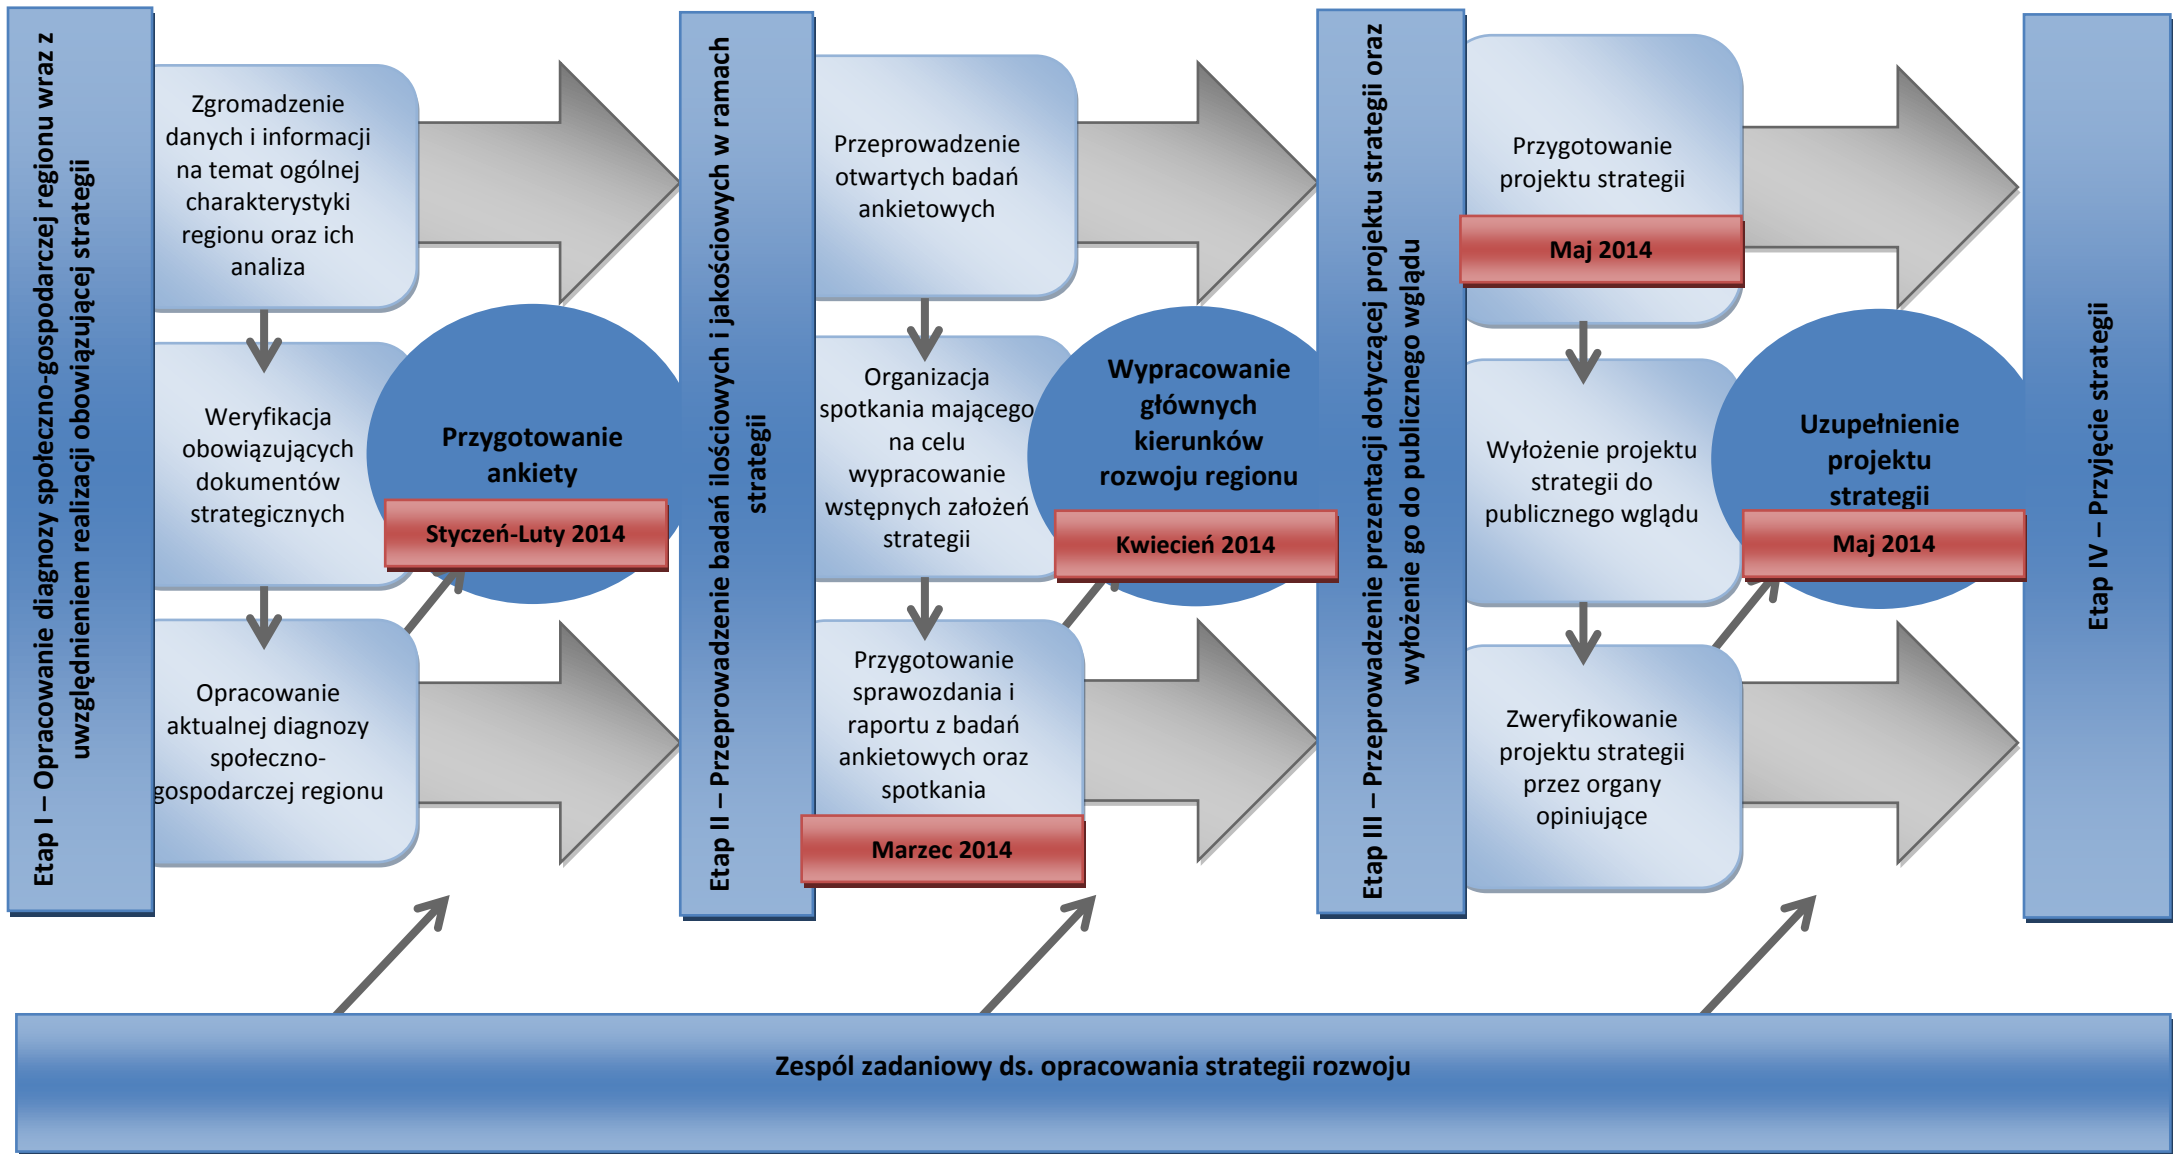 Etap I – Opracowanie diagnozy społeczno-gospodarczej regionu wraz z
uwzględnieniem realizacji obowiązującej strategii
Zgromadzenie
danych i informacji
na temat ogólnej
charakterystyki
regionu oraz ich
analiza
Weryfikacja
obowiązujących
dokumentów
strategicznych
Opracowanie
aktualnej diagnozy
społeczno-
gospodarczej regionu
Przygotowanie
ankiety
Styczeń-Luty 2014
Etap II – Przeprowadzenie badań ilościowych i jakościowych w ramach
strategii
Przeprowadzenie
otwartych badań
ankietowych
Organizacja
spotkania mającego
na celu
wypracowanie
wstępnych założeń
strategii
Przygotowanie
sprawozdania i
raportu z badań
ankietowych oraz
spotkania
Marzec 2014
Wypracowanie
głównych
kierunków
rozwoju regionu
Kwiecień 2014
Etap III – Przeprowadzenie prezentacji dotyczącej projektu strategii oraz
wyłożenie go do publicznego wglądu
Przygotowanie
projektu strategii
Maj 2014
Wyłożenie projektu
strategii do
publicznego wglądu
Zweryfikowanie
projektu strategii
przez organy
opiniujące
Uzupełnienie
projektu
strategii
Maj 2014
Etap IV – Przyjęcie strategii
Zespól zadaniowy ds. opracowania strategii rozwoju